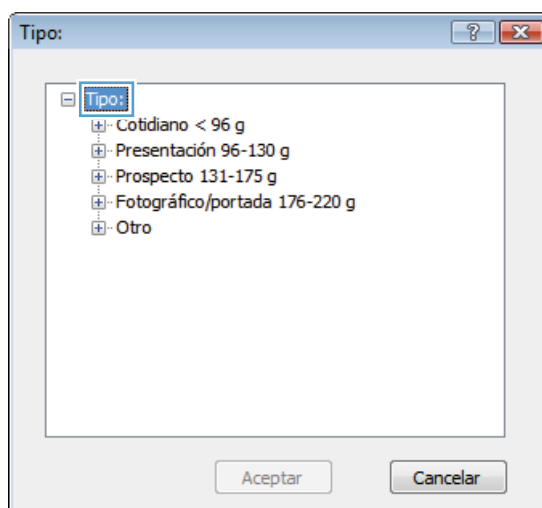 Tipo:
Tipo:
Cotidiano < 96 g
Presentación 96-130 g
Prospecto 131-175 g
Fotográfico/portada 176-220 g
Otro
Aceptar
Cancelar